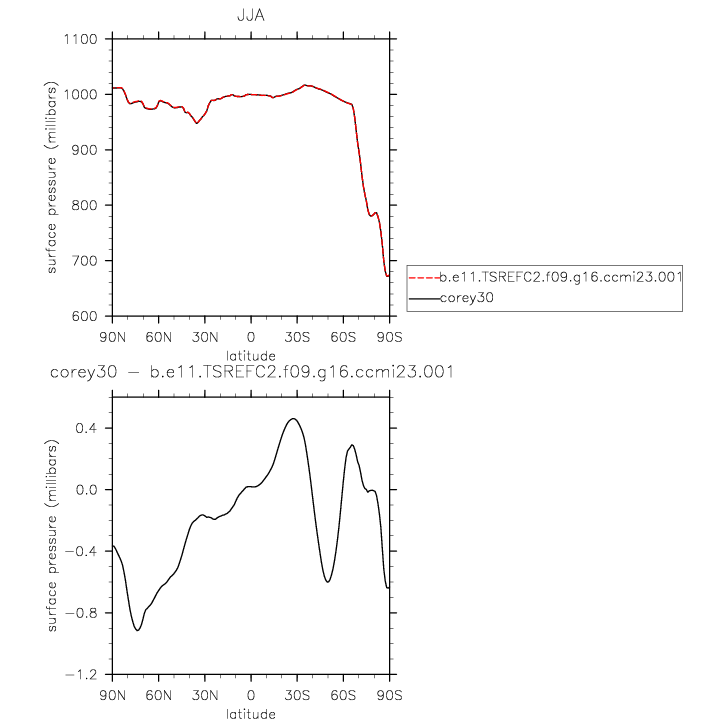 JJA
1100
1000
900
800
700
600
surface pressure (millibars)
90N 60N 30N 0 30S 60S 90S
latitude
b.e11.TSREFC2.f09.g16.ccmi23.001
corey30
corey30 − b.e11.TSREFC2.f09.g16.ccmi23.001
0.4
0.0
−0.4
−0.8
−1.2
surface pressure (millibars)
90N 60N 30N 0 30S 60S 90S
latitude